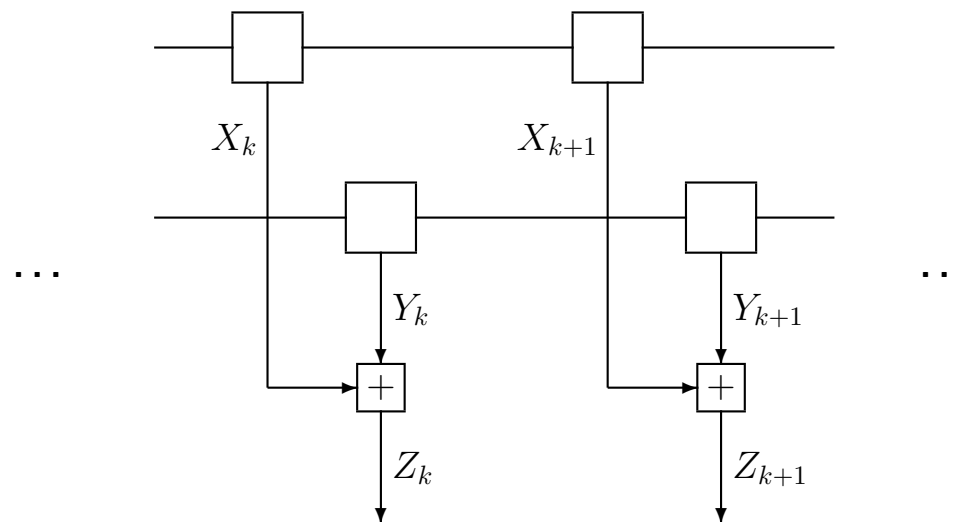 X_k X_{k+1}
... ..
Y_k Y_{k+1}
+ +
Z_k Z_{k+1}